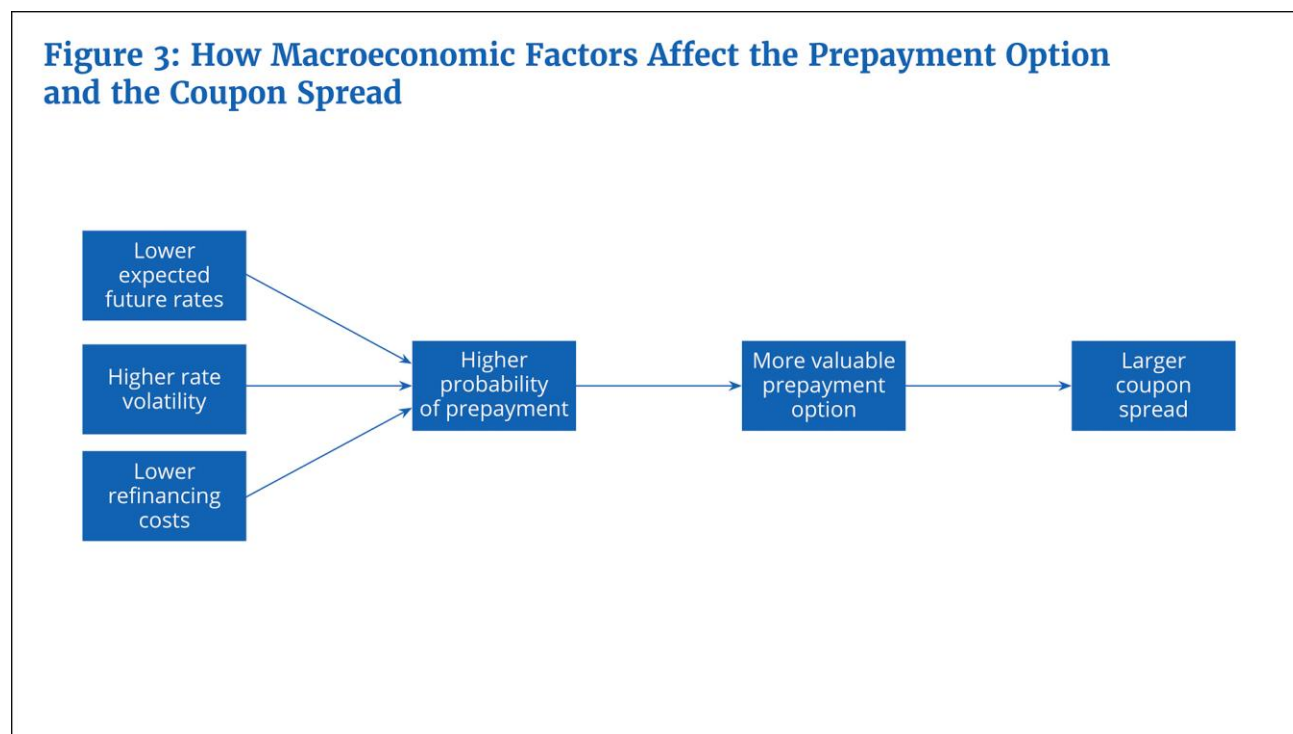 Figure 3: How Macroeconomic Factors Affect the Prepayment Option
and the Coupon Spread
Lower
expected
future rates
Higher rate
volatility
Lower
refinancing
costs
Higher
probability
of prepayment
More valuable
prepayment
option
Larger
coupon
spread